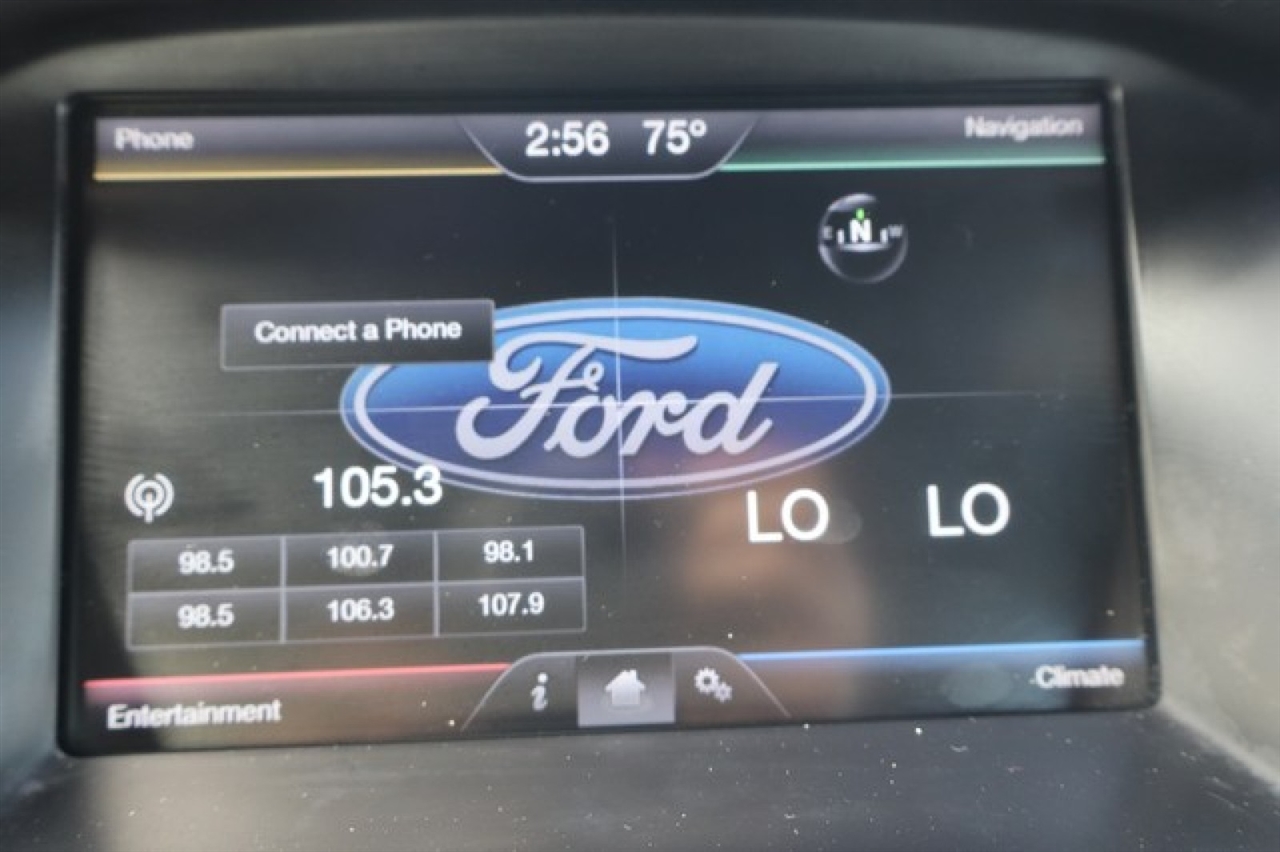 Phone
2:56 75°
Navigation
E N W
Connect a Phone
Ford
105.3
LO LO
98.5 100.7 98.1
98.5 106.3 107.9
i
Entertainment
Climate